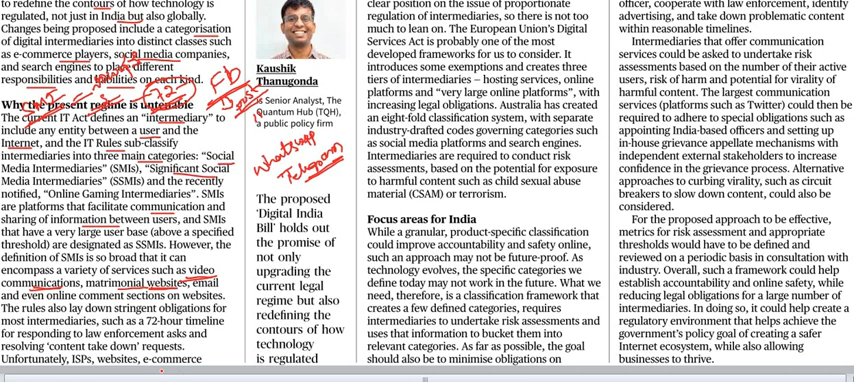 to redefine the contours of how technology is
regulated, not just in India but also globally.
Changes being proposed include a categorisation
of digital intermediaries into distinct classes such
as e-commerce players, social media companies,
and search engines to place different
responsibilities and liabilities on each kind.
Why the present regime is untenable
The current IT Act defines an “intermediary” to
include any entity between a user and the
Internet, and the IT Rules sub-classify
intermediaries into three main categories: “Social
Media Intermediaries” (SMIs), “Significant Social
Media Intermediaries” (SSMIs) and the recently
notified, “Online Gaming Intermediaries”. SMIs
are platforms that facilitate communication and
sharing of information between users, and SMIs
that have a very large user base (above a specified
threshold) are designated as SSMIs. However, the
definition of SMIs is so broad that it can
encompass a variety of services such as video
communications, matrimonial websites, email
and even online comment sections on websites.
The rules also lay down stringent obligations for
most intermediaries, such as a 72-hour timeline
for responding to law enforcement asks and
resolving ‘content take down’ requests.
Unfortunately, ISPs, websites, e-commerce
72
FB
post
Kaushik
Thanugonda
is Senior Analyst, The
Quantum Hub (TQH),
a public policy firm
Whatsapp
Telegram
The proposed
‘Digital India
Bill’ holds out
the promise of
not only
upgrading the
current legal
regime but also
redefining the
contours of how
technology
is regulated
clear position on the issue of proportionate
regulation of intermediaries, so there is not too
much to lean on. The European Union’s Digital
Services Act is probably one of the most
developed frameworks for us to consider. It
introduces some exemptions and creates three
tiers of intermediaries — hosting services, online
platforms and “very large online platforms”, with
increasing legal obligations. Australia has created
an eight-fold classification system, with separate
industry-drafted codes governing categories such
as social media platforms and search engines.
Intermediaries are required to conduct risk
assessments, based on the potential for exposure
to harmful content such as child sexual abuse
material (CSAM) or terrorism.
Focus areas for India
While a granular, product-specific classification
could improve accountability and safety online,
such an approach may not be future-proof. As
technology evolves, the specific categories we
define today may not work in the future. What we
need, therefore, is a classification framework that
creates a few defined categories, requires
intermediaries to undertake risk assessments and
uses that information to bucket them into
relevant categories. As far as possible, the goal
should also be to minimise obligations on
officer, cooperate with law enforcement, identify
advertising, and take down problematic content
within reasonable timelines.
Intermediaries that offer communication
services could be asked to undertake risk
assessments based on the number of their active
users, risk of harm and potential for virality of
harmful content. The largest communication
services (platforms such as Twitter) could then be
required to adhere to special obligations such as
appointing India-based officers and setting up
in-house grievance appellate mechanisms with
independent external stakeholders to increase
confidence in the grievance process. Alternative
approaches to curbing virality, such as circuit
breakers to slow down content, could also be
considered.
For the proposed approach to be effective,
metrics for risk assessment and appropriate
thresholds would have to be defined and
reviewed on a periodic basis in consultation with
industry. Overall, such a framework could help
establish accountability and online safety, while
reducing legal obligations for a large number of
intermediaries. In doing so, it could help create a
regulatory environment that helps achieve the
government’s policy goal of creating a safer
Internet ecosystem, while also allowing
businesses to thrive.